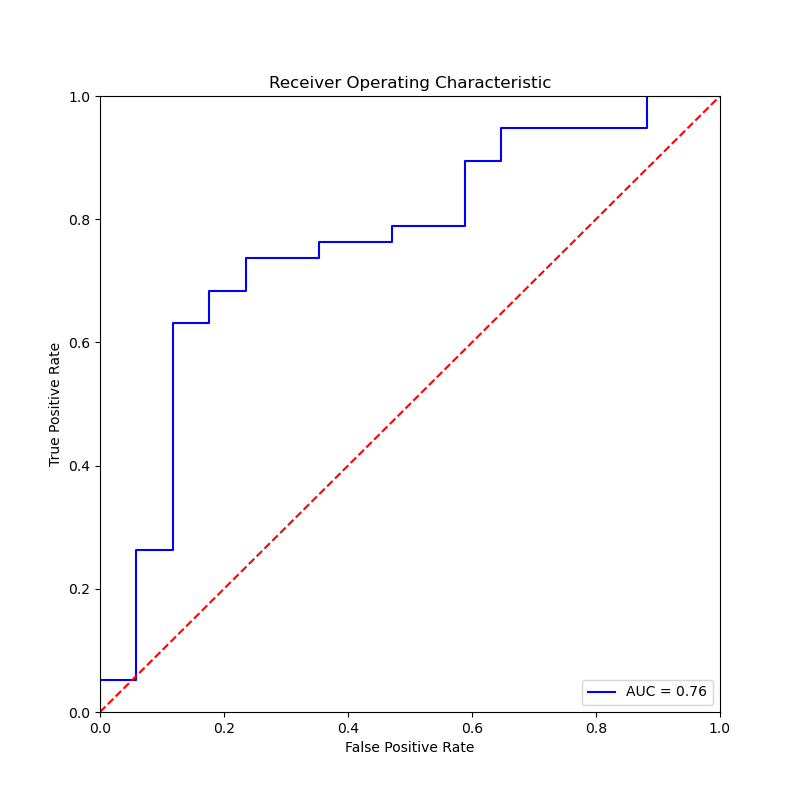 Receiver Operating Characteristic
True Positive Rate
1.0
0.8
0.6
0.4
0.2
0.0
AUC = 0.76
0.0 0.2 0.4 0.6 0.8 1.0
False Positive Rate